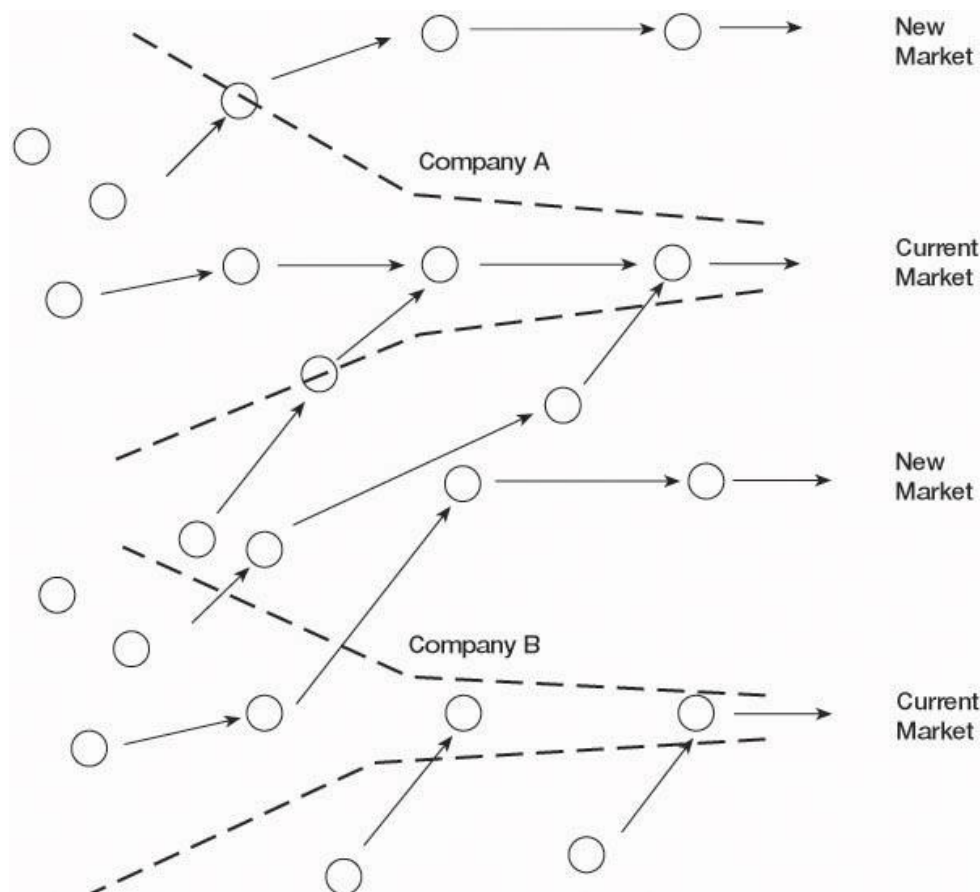 New
Market
Company A
Current
Market
New
Market
Company B
Current
Market